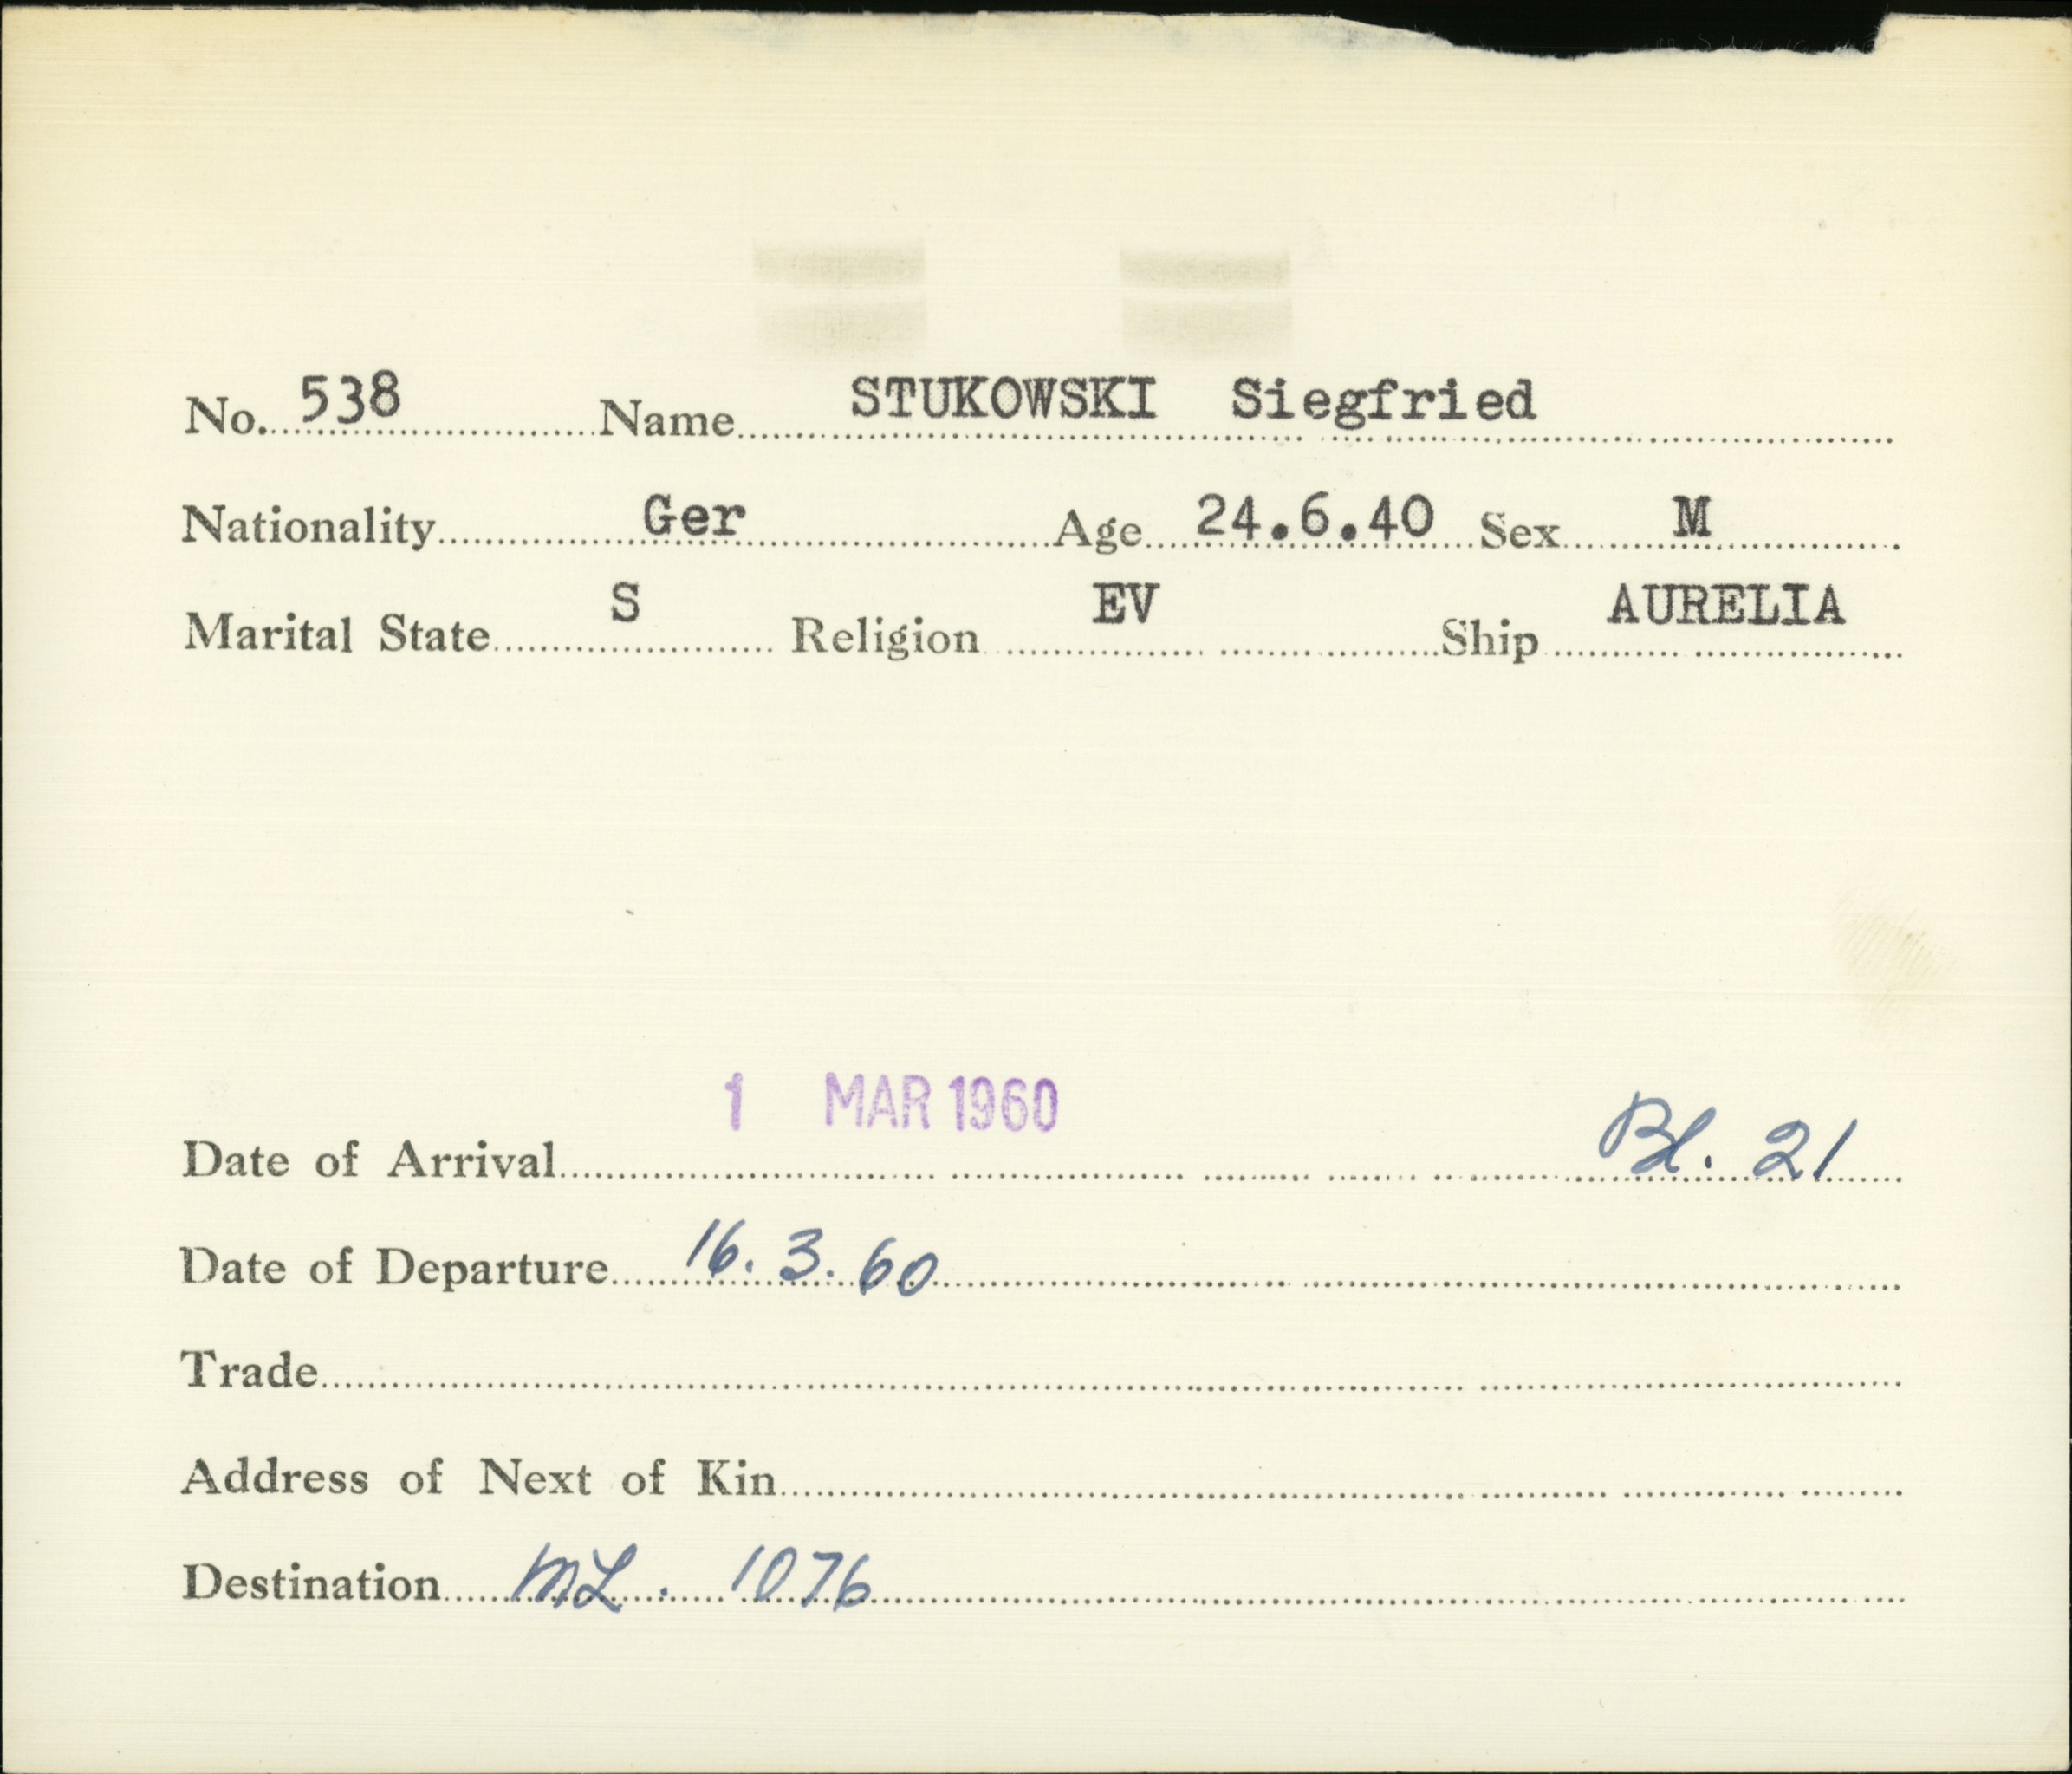 No. 538 Name STUKOWSKI Siegfried
Nationality Ger Age 24.6.40 Sex M
Marital State S Religion EV Ship AURELIA
1 MAR 1960
Date of Arrival Bl. 21
Date of Departure 16.3.60
Trade
Address of Next of Kin
Destination ML. 1076